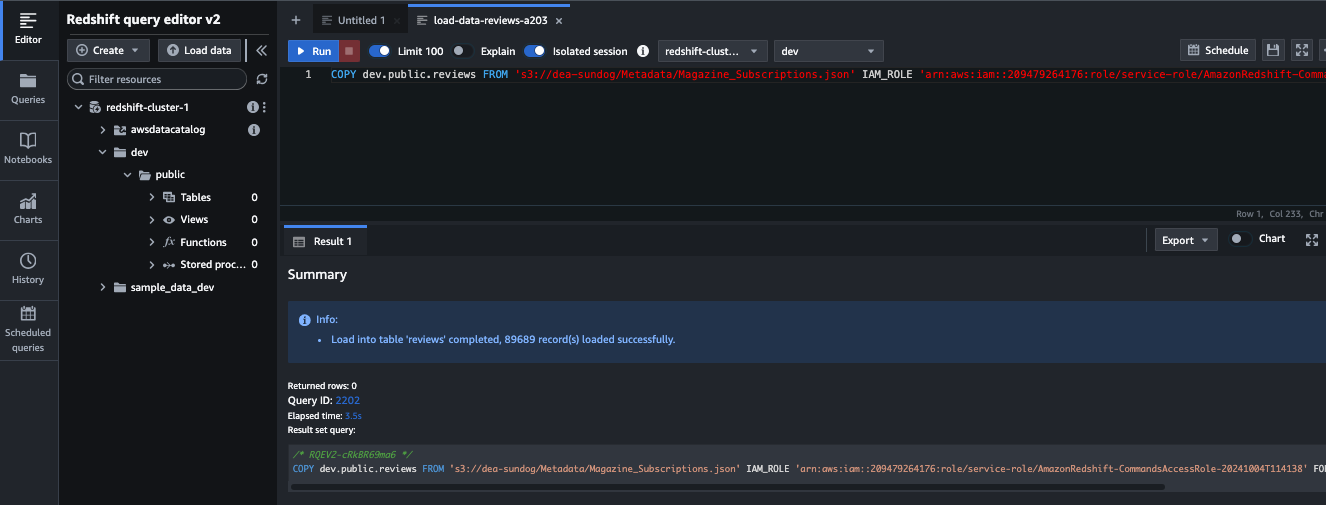 Redshift query editor v2
Editor
Create
Load data
Filter resources
redshift-cluster-1
awsdatacatalog
dev
public
Tables 0
Views 0
fx Functions 0
Stored proc... 0
sample_data_dev
Queries
Notebooks
Charts
History
Scheduled
queries
Untitled 1
load-data-reviews-a203
Run
Limit 100
Explain
Isolated session
redshift-clust...
dev
Schedule
1 COPY dev.public.reviews FROM 's3://dea-sundog/Metadata/Magazine_Subscriptions.json' IAM_ROLE 'arn:aws:iam::209479264176:role/service-role/AmazonRedshift-Comma
Row 1, Col 233, Chr
Result 1
Export
Chart
Summary
Info:
• Load into table 'reviews' completed, 89689 record(s) loaded successfully.
Returned rows: 0
Query ID: 2202
Elapsed time: 3.5s
Result set query:
/* RQEV2-cRkBR69ma6 */
COPY dev.public.reviews FROM 's3://dea-sundog/Metadata/Magazine_Subscriptions.json' IAM_ROLE 'arn:aws:iam::209479264176:role/service-role/AmazonRedshift-CommandsAccessRole-20241004T114138' FO